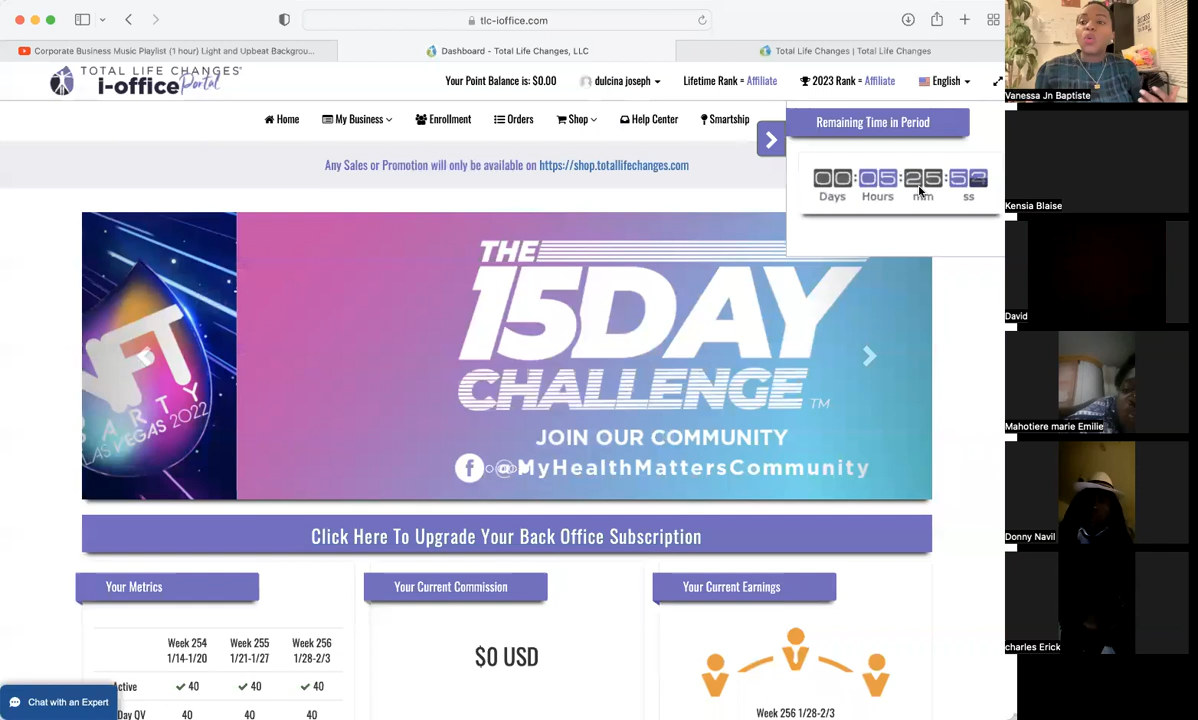 tlc-ioffice.com
Corporate Business Music Playlist (1 hour) Light and Upbeat Backgrou...
Dashboard - Total Life Changes, LLC
Total Life Changes | Total Life Changes
TOTAL LIFE CHANGES®
i-office Portal
Your Point Balance is: $0.00
dulcina joseph
Lifetime Rank = Affiliate
2023 Rank = Affiliate
English
Home
My Business
Enrollment
Orders
Shop
Help Center
Smartship
Remaining Time in Period
00:05:25:5
Days Hours mm ss
Any Sales or Promotion will only be available on https://shop.totallifechanges.com
LAS VEGAS 2022
THE
15DAY
CHALLENGE™
JOIN OUR COMMUNITY
@MyHealthMattersCommunity
Click Here To Upgrade Your Back Office Subscription
Your Metrics
Week 254 Week 255 Week 256
1/14-1/20 1/21-1/27 1/28-2/3
Active 40 40 40
Day QV 40 40 40
Your Current Commission
$0 USD
Your Current Earnings
Week 256 1/28-2/3
Chat with an Expert
Vanessa Jn Baptiste
Kensia Blaise
David
Mahotiere marie Emilie
Donny Navil
charles Erick